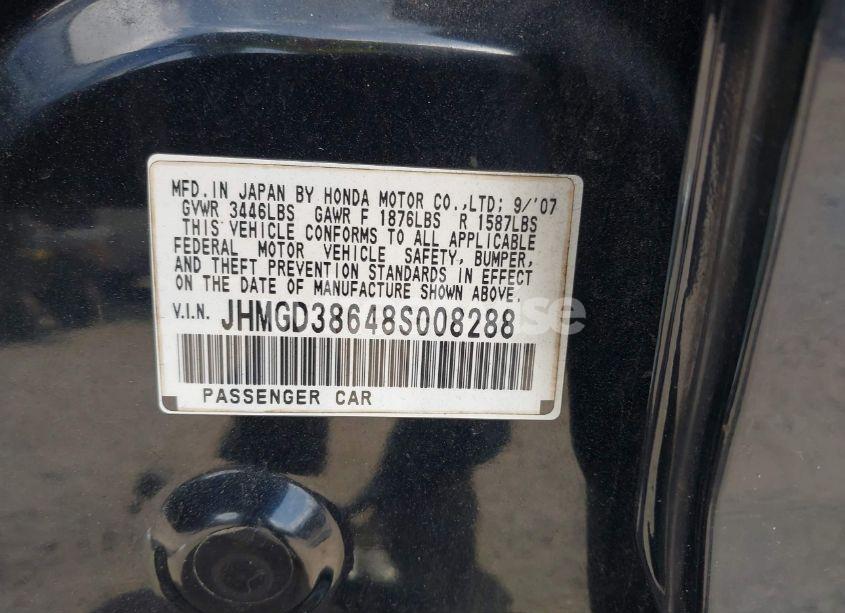 MFD.IN JAPAN BY HONDA MOTOR CO.,LTD; 9/'07
GVWR 3446LBS GAWR F 1876LBS R 1587LBS
THIS VEHICLE CONFORMS TO ALL APPLICABLE
FEDERAL MOTOR VEHICLE SAFETY, BUMPER,
AND THEFT PREVENTION STANDARDS IN EFFECT
ON THE DATE OF MANUFACTURE SHOWN ABOVE.
V.I.N. JHMGD38648S008288
PASSENGER CAR